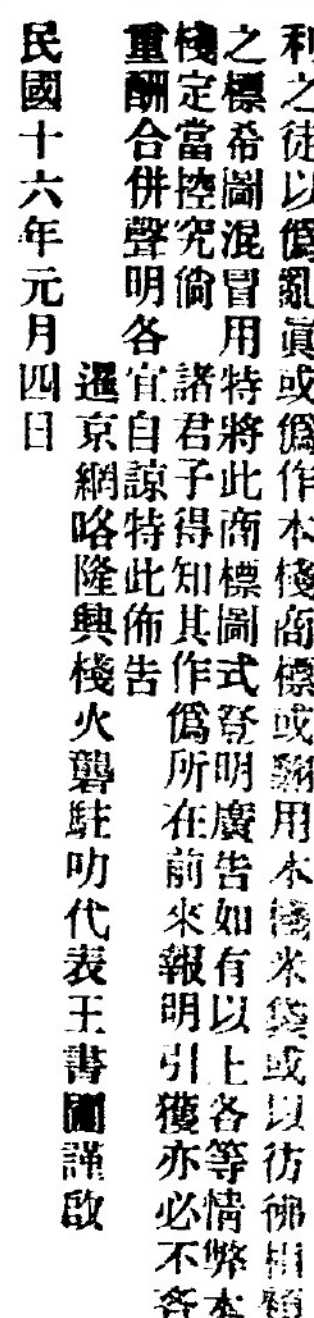 利之徒以僞亂眞或僞作本棧商標或翻用本棧米袋或以彷彿相類
之標希圖混冒用特將此商標圖式登明廣告如有以上各等情弊本
棧定當控究倘 諸君子得知其作僞所在前來報明引獲亦必不吝
重酬合併聲明各宜自諒特此佈告
暹京網咯隆興棧火礱駐叻代表王書圖謹啟
民國十六年元月四日